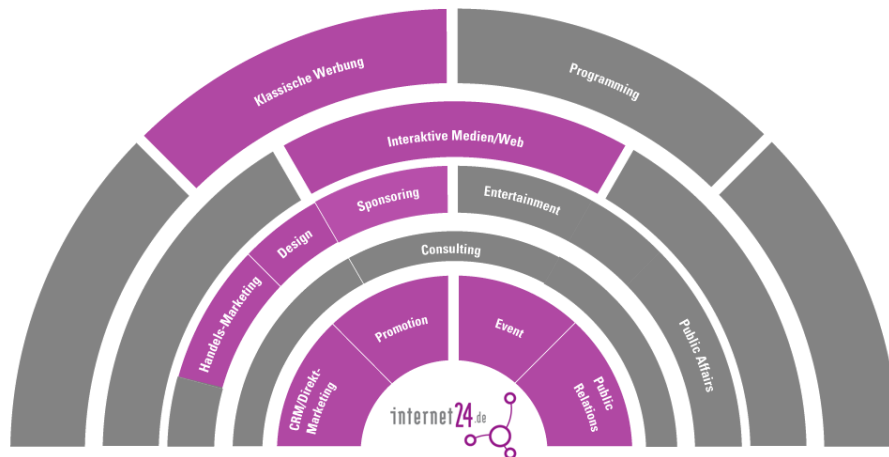 Klassische Werbung
Programming
Interaktive Medien/Web
Sponsoring
Entertainment
Design
Handels-Marketing
Consulting
Public Affairs
Promotion
Event
CRM/Direkt-
Marketing
Public
Relations
internet24.de